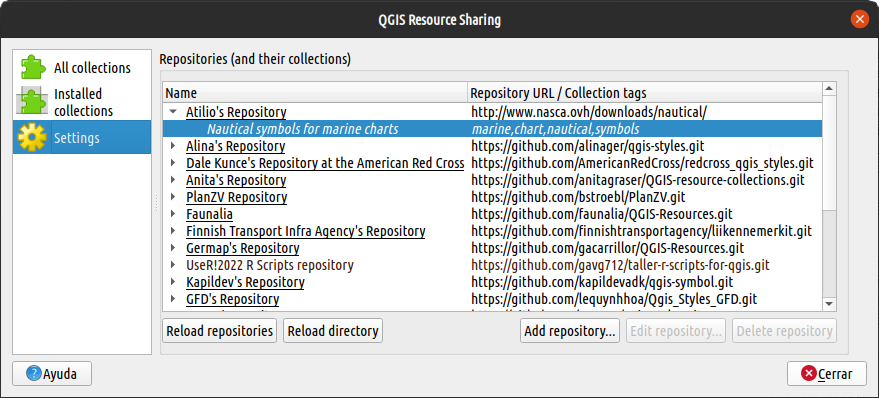 QGIS Resource Sharing
All collections
Installed
collections
Settings
Repositories (and their collections)
Name Repository URL / Collection tags
Atilio's Repository http://www.nasca.ovh/downloads/nautical/
Nautical symbols for marine charts marine,chart,nautical,symbols
Alina's Repository https://github.com/alinager/qgis-styles.git
Dale Kunce's Repository at the American Red Cross https://github.com/AmericanRedCross/redcross_qgis_styles.git
Anita's Repository https://github.com/anitagraser/QGIS-resource-collections.git
PlanZV Repository https://github.com/bstroebl/PlanZV.git
Faunalia https://github.com/faunalia/QGIS-Resources.git
Finnish Transport Infra Agency's Repository https://github.com/finnishtransportagency/liikennemerkit.git
Germap's Repository https://github.com/gacarrillor/QGIS-Resources.git
UseR!2022 R Scripts repository https://github.com/gavg712/taller-r-scripts-for-qgis.git
Kapildev's Repository https://github.com/kapildevadk/qgis-symbol.git
GFD's Repository https://github.com/lequynhhoa/Qgis_Styles_GFD.git
Reload repositories Reload directory Add repository... Edit repository... Delete repository
Ayuda Cerrar